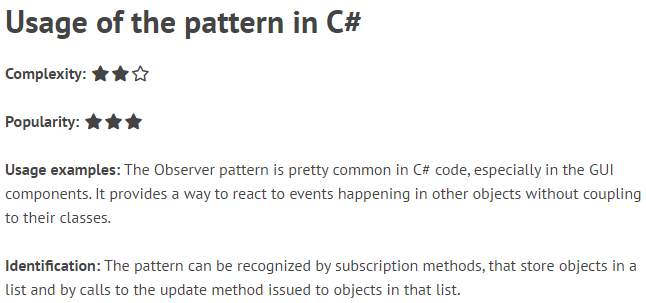 Usage of the pattern in C#
Complexity: ★★☆
Popularity: ★★★
Usage examples: The Observer pattern is pretty common in C# code, especially in the GUI
components. It provides a way to react to events happening in other objects without coupling
to their classes.
Identification: The pattern can be recognized by subscription methods, that store objects in a
list and by calls to the update method issued to objects in that list.